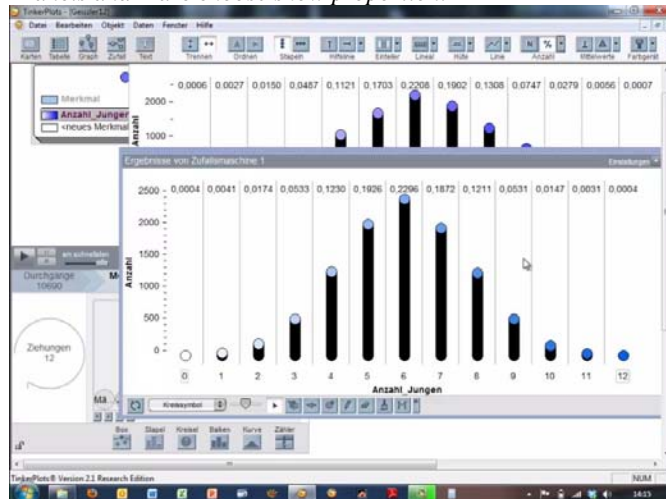 TinkerPlots - [Geissler12]
Datei Bearbeiten Objekt Daten Fenster Hilfe
Karten Tabelle Graph Zufall Text Trennen Ordnen Stapeln Hilfslinie Einteiler Lineal Hüte Linie Anzahl Mittelwerte Farbgerät
Merkmal
Anzahl_Jungen
<neues Merkmal
0,0006 0,0027 0,0150 0,0487 0,1121 0,1703 0,2208 0,1902 0,1308 0,0747 0,0279 0,0056 0,0007
2000
1000
Anzahl
Ergebnisse von Zufallsmaschine 1 Einstellungen
2500 0,0004 0,0041 0,0174 0,0533 0,1230 0,1926 0,2296 0,1872 0,1211 0,0531 0,0147 0,0031 0,0004
2000
1500
1000
500
0
Anzahl
0 1 2 3 4 5 6 7 8 9 10 11 12
Anzahl_Jungen
Kreissymbol
am schnellsten
Durchgänge
10690
Ziehungen
12
Box Stapel Kreisel Balken Kurve Zähler
TinkerPlots® Version 2.1 Research Edition NUM
14:15